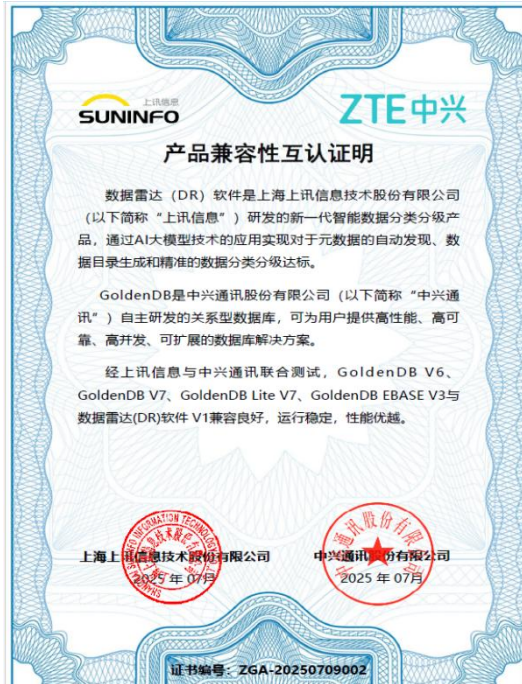 上讯信息
SUNINFO
ZTE中兴
产品兼容性互认证明
数据雷达（DR）软件是上海上讯信息技术股份有限公司
（以下简称“上讯信息”）研发的新一代智能数据分类分级产
品，通过AI大模型技术的应用实现对于元数据的自动发现、数
据目录生成和精准的数据分类分级达标。
GoldenDB是中兴通讯股份有限公司（以下简称“中兴通
讯”）自主研发的关系型数据库，可为用户提供高性能、高可
靠、高并发、可扩展的数据库解决方案。
经上讯信息与中兴通讯联合测试，GoldenDB V6、
GoldenDB V7、GoldenDB Lite V7、GoldenDB EBASE V3与
数据雷达(DR)软件 V1兼容良好，运行稳定，性能优越。
上海上讯信息技术股份有限公司
2025 年 07月
中兴通讯股份有限公司
2025 年 07月
中兴通讯股份有限公司
证书编号：ZGA-20250709002